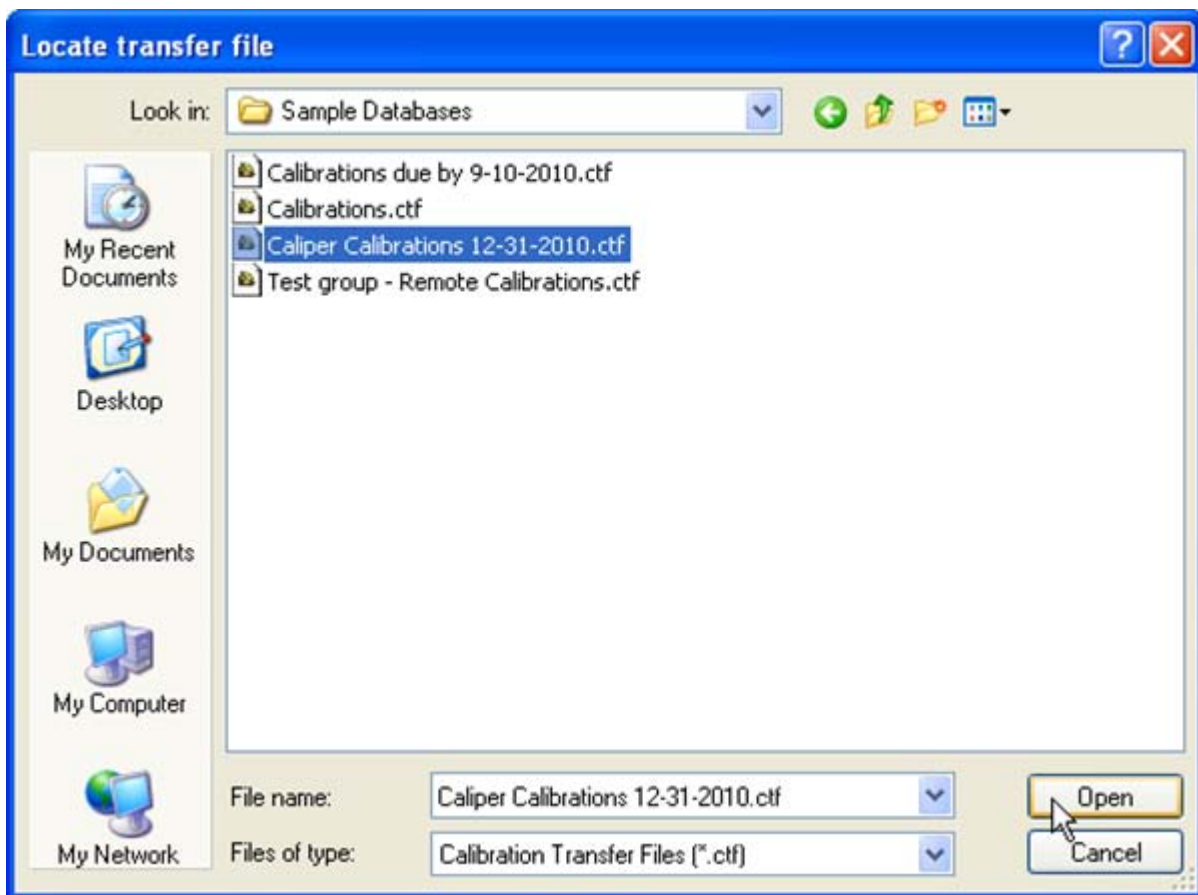 Locate transfer file
Look in: Sample Databases
Calibrations due by 9-10-2010.ctf
Calibrations.ctf
Caliper Calibrations 12-31-2010.ctf
Test group - Remote Calibrations.ctf
My Recent
Documents
Desktop
My Documents
My Computer
My Network
File name: Caliper Calibrations 12-31-2010.ctf Open
Files of type: Calibration Transfer Files (*.ctf) Cancel